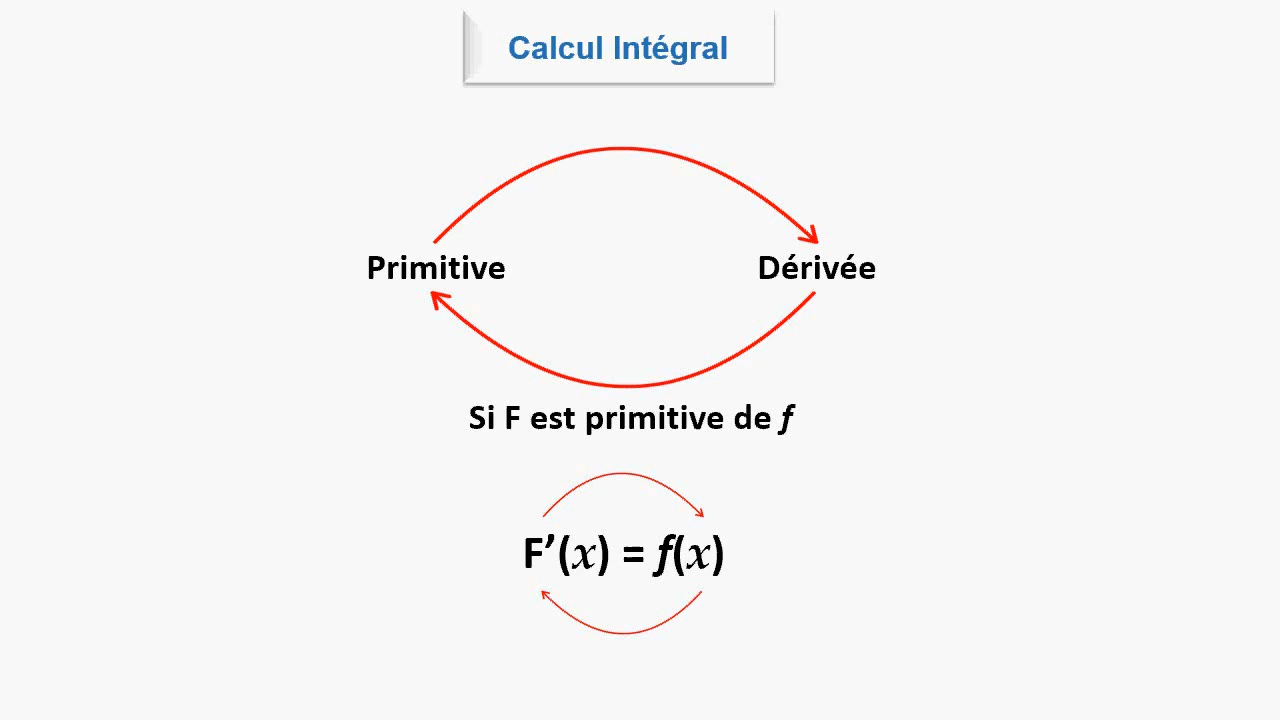 Calcul Intégral
Primitive
Dérivée
Si F est primitive de f
F’(x) = f(x)